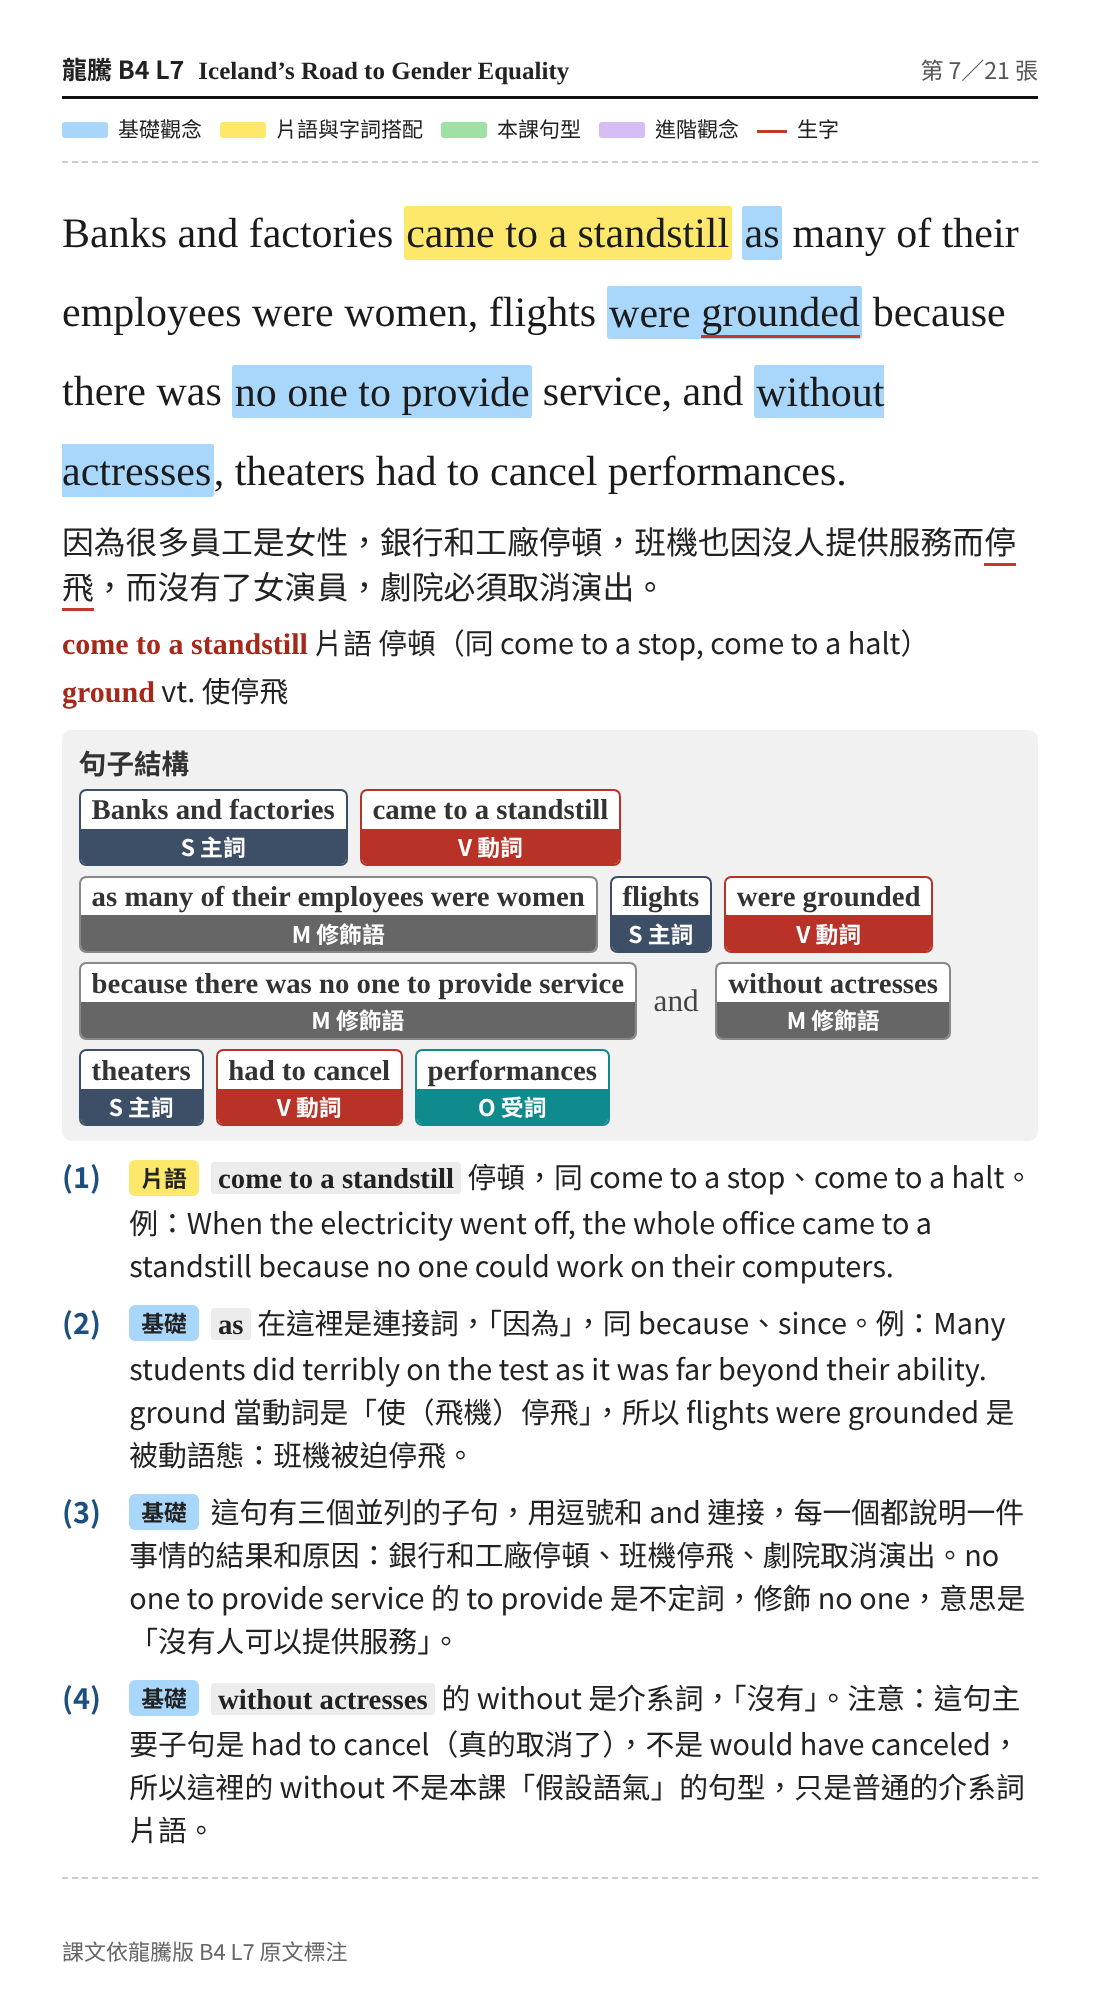 龍騰 B4 L7 Iceland’s Road to Gender Equality 第 7／21 張
基礎觀念 片語與字詞搭配 本課句型 進階觀念 生字
Banks and factories came to a standstill as many of their
employees were women, flights were grounded because
there was no one to provide service, and without
actresses, theaters had to cancel performances.
因為很多員工是女性，銀行和工廠停頓，班機也因沒人提供服務而停
飛，而沒有了女演員，劇院必須取消演出。
come to a standstill 片語 停頓（同 come to a stop, come to a halt）
ground vt. 使停飛
句子結構
Banks and factories came to a standstill
S 主詞 V 動詞
as many of their employees were women flights were grounded
M 修飾語 S 主詞 V 動詞
because there was no one to provide service and without actresses
M 修飾語 M 修飾語
theaters had to cancel performances
S 主詞 V 動詞 O 受詞
(1) 片語 come to a standstill 停頓，同 come to a stop、come to a halt。
例：When the electricity went off, the whole office came to a
standstill because no one could work on their computers.
(2) 基礎 as 在這裡是連接詞，「因為」，同 because、since。例：Many
students did terribly on the test as it was far beyond their ability.
ground 當動詞是「使（飛機）停飛」，所以 flights were grounded 是
被動語態：班機被迫停飛。
(3) 基礎 這句有三個並列的子句，用逗號和 and 連接，每一個都說明一件
事情的結果和原因：銀行和工廠停頓、班機停飛、劇院取消演出。no
one to provide service 的 to provide 是不定詞，修飾 no one，意思是
「沒有人可以提供服務」。
(4) 基礎 without actresses 的 without 是介系詞，「沒有」。注意：這句主
要子句是 had to cancel（真的取消了），不是 would have canceled，
所以這裡的 without 不是本課「假設語氣」的句型，只是普通的介系詞
片語。
課文依龍騰版 B4 L7 原文標注